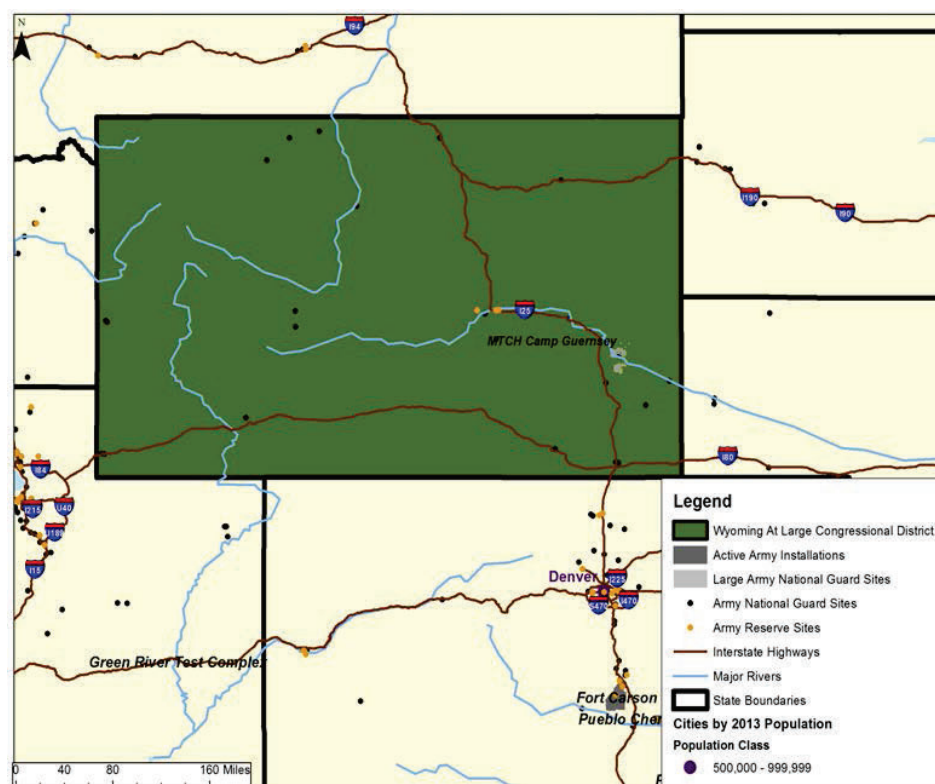 N
I94
I190
I90
I25
MTCH Camp Guernsey
I80
I84
I215
U40
I15
Denver
I225
S470
I470
Green River Test Complex
Fort Carson
Pueblo Cher
0 40 80 160 Miles
Legend
Wyoming At Large Congressional District
Active Army Installations
Large Army National Guard Sites
Army National Guard Sites
Army Reserve Sites
Interstate Highways
Major Rivers
State Boundaries
Cities by 2013 Population
Population Class
500,000 - 999,999